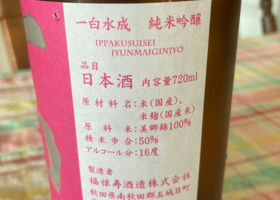 一白水成 純米吟醸
IPPAKUSUISEI
JYUNMAIGINJYO
品目
日本酒 内容量720ml
原材料名：米(国産)、
米麹(国産米)
原料米：美郷錦100%
精米歩合：50%
アルコール分：16度
製造者
福禄寿酒造株式会社
秋田県南秋田郡五城目町